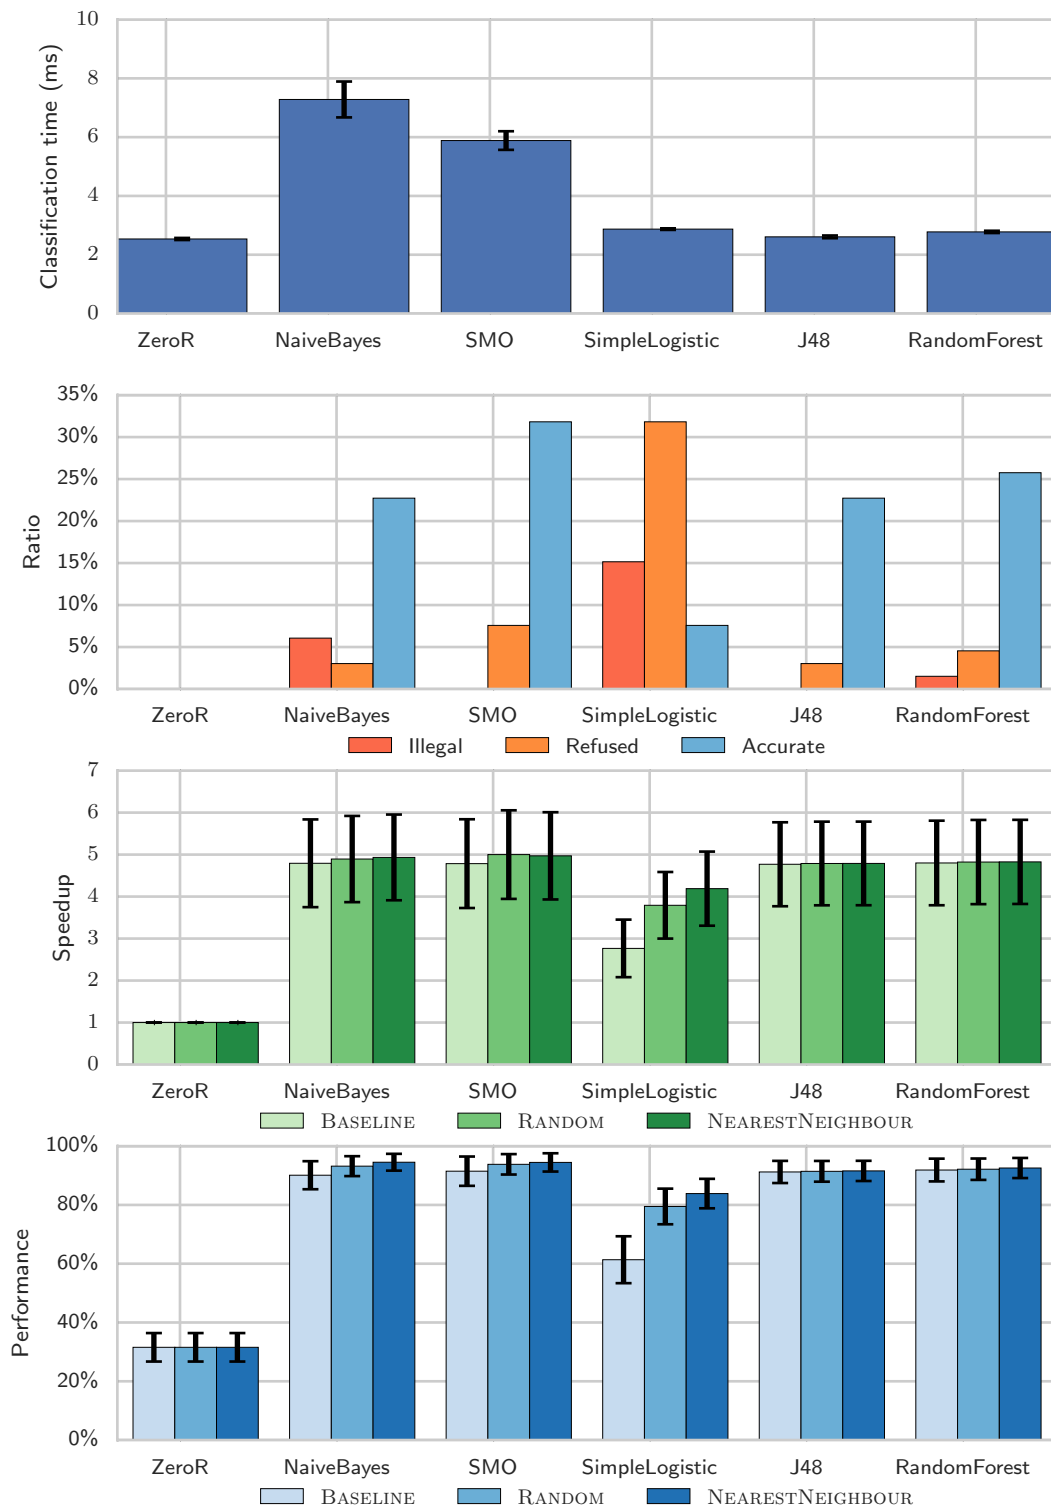 Classification time (ms)
10
8
6
4
2
0
ZeroR NaiveBayes SMO SimpleLogistic J48 RandomForest
Ratio
35%
30%
25%
20%
15%
10%
5%
0%
ZeroR NaiveBayes SMO SimpleLogistic J48 RandomForest
Illegal Refused Accurate
Speedup
7
6
5
4
3
2
1
0
ZeroR NaiveBayes SMO SimpleLogistic J48 RandomForest
BASELINE RANDOM NEARESTNEIGHBOUR
Performance
100%
80%
60%
40%
20%
0%
ZeroR NaiveBayes SMO SimpleLogistic J48 RandomForest
BASELINE RANDOM NEARESTNEIGHBOUR